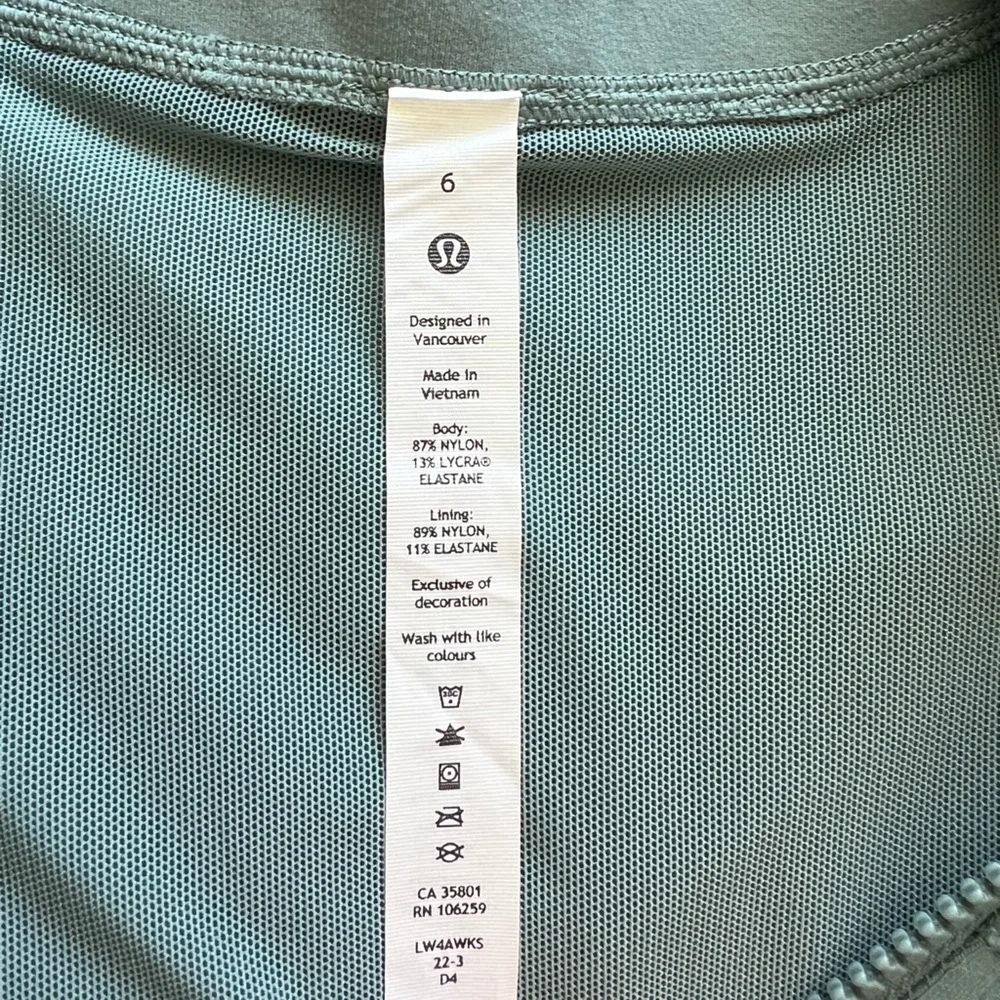 6
Designed in
Vancouver
Made in
Vietnam
Body:
87% NYLON,
13% LYCRA®
ELASTANE
Lining:
89% NYLON,
11% ELASTANE
Exclusive of
decoration
Wash with like
colours
30C
CA 35801
RN 106259
LW4AWKS
22-3
D4